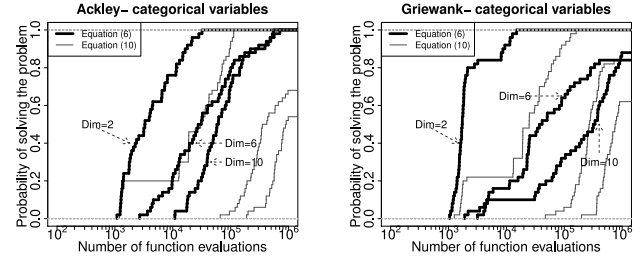 Ackley− categorical variables
Probability of solving the problem
0.0 0.2 0.4 0.6 0.8 1.0
Equation (6)
Equation (10)
Dim=2
Dim=6
Dim=10
10^2 10^3 10^4 10^5 10^6
Number of function evaluations
Griewank− categorical variables
Probability of solving the problem
0.0 0.2 0.4 0.6 0.8 1.0
Equation (6)
Equation (10)
Dim=6
Dim=2
Dim=10
10^2 10^3 10^4 10^5 10^6
Number of function evaluations